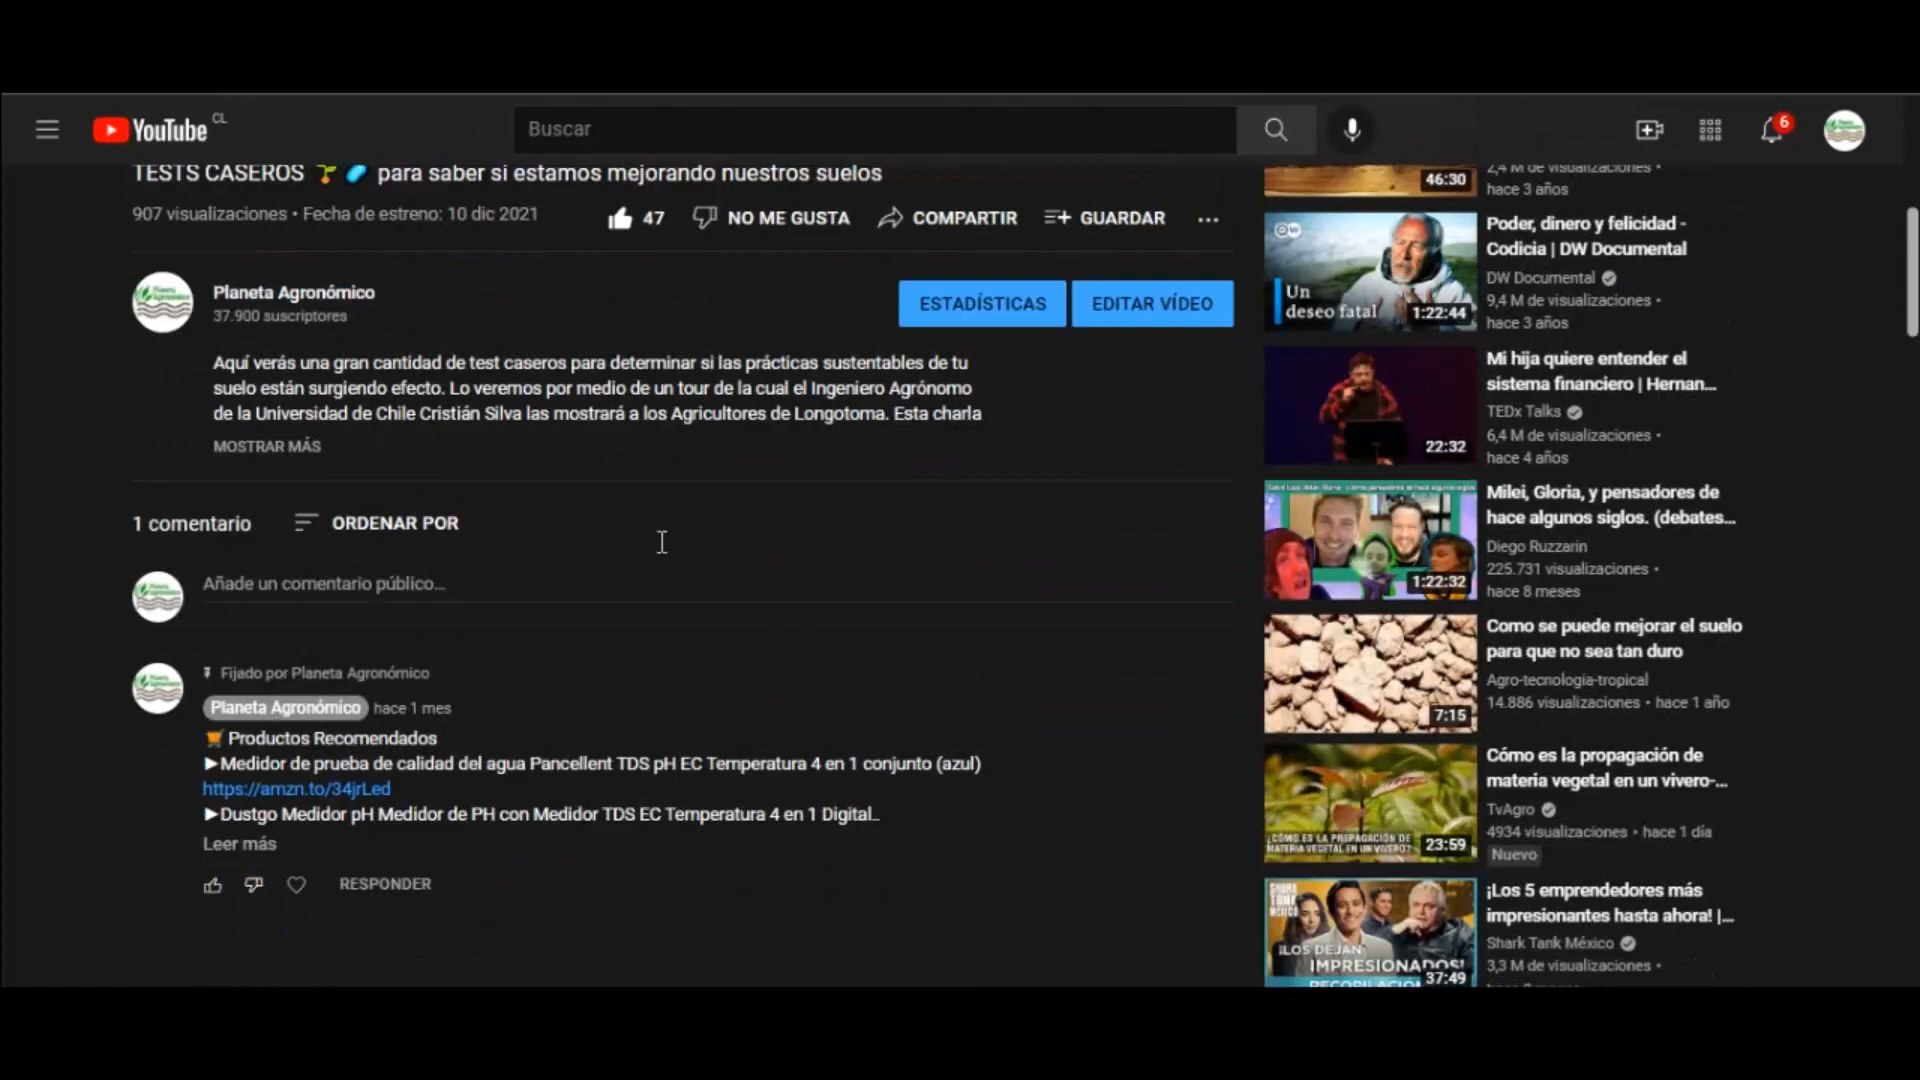 YouTube CL
Buscar
6
TESTS CASEROS 🌱 🧼 para saber si estamos mejorando nuestros suelos
907 visualizaciones • Fecha de estreno: 10 dic 2021
47
NO ME GUSTA
COMPARTIR
GUARDAR
Planeta Agronómico
37.900 suscriptores
ESTADÍSTICAS
EDITAR VÍDEO
Aquí verás una gran cantidad de test caseros para determinar si las prácticas sustentables de tu
suelo están surgiendo efecto. Lo veremos por medio de un tour de la cual el Ingeniero Agrónomo
de la Universidad de Chile Cristián Silva las mostrará a los Agricultores de Longotoma. Esta charla
MOSTRAR MÁS
1 comentario
ORDENAR POR
Añade un comentario público...
Fijado por Planeta Agronómico
Planeta Agronómico hace 1 mes
🛒 Productos Recomendados
►Medidor de prueba de calidad del agua Pancellent TDS pH EC Temperatura 4 en 1 conjunto (azul)
https://amzn.to/34jrLed
►Dustgo Medidor pH Medidor de PH con Medidor TDS EC Temperatura 4 en 1 Digital...
Leer más
RESPONDER
46:30
2,4 M de visualizaciones •
hace 3 años
Un
deseo fatal
1:22:44
Poder, dinero y felicidad -
Codicia | DW Documental
DW Documental
9,4 M de visualizaciones •
hace 3 años
22:32
Mi hija quiere entender el
sistema financiero | Hernan...
TEDx Talks
6,4 M de visualizaciones •
hace 4 años
1:22:32
Milei, Gloria, y pensadores de
hace algunos siglos. (debates...
Diego Ruzzarin
225.731 visualizaciones •
hace 8 meses
7:15
Como se puede mejorar el suelo
para que no sea tan duro
Agro-tecnologia-tropical
14.886 visualizaciones • hace 1 año
¿CÓMO ES LA PROPAGACIÓN DE
MATERIA VEGETAL EN UN VIVERO?
23:59
Cómo es la propagación de
materia vegetal en un vivero-...
TvAgro
4934 visualizaciones • hace 1 día
Nuevo
SHARK
TANK
MÉXICO
¡LOS DEJAN
IMPRESIONADOS!
RECOPILACIÓN
37:49
¡Los 5 emprendedores más
impresionantes hasta ahora! |...
Shark Tank México
3,3 M de visualizaciones •